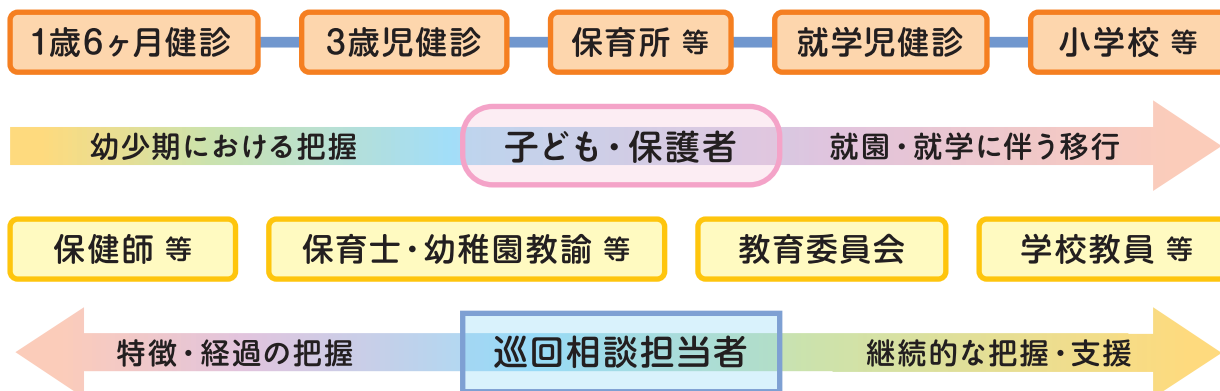 1歳6ヶ月健診 3歳児健診 保育所 等 就学児健診 小学校 等
幼少期における把握 子ども・保護者 就園・就学に伴う移行
保健師 等 保育士・幼稚園教諭 等 教育委員会 学校教員 等
特徴・経過の把握 巡回相談担当者 継続的な把握・支援